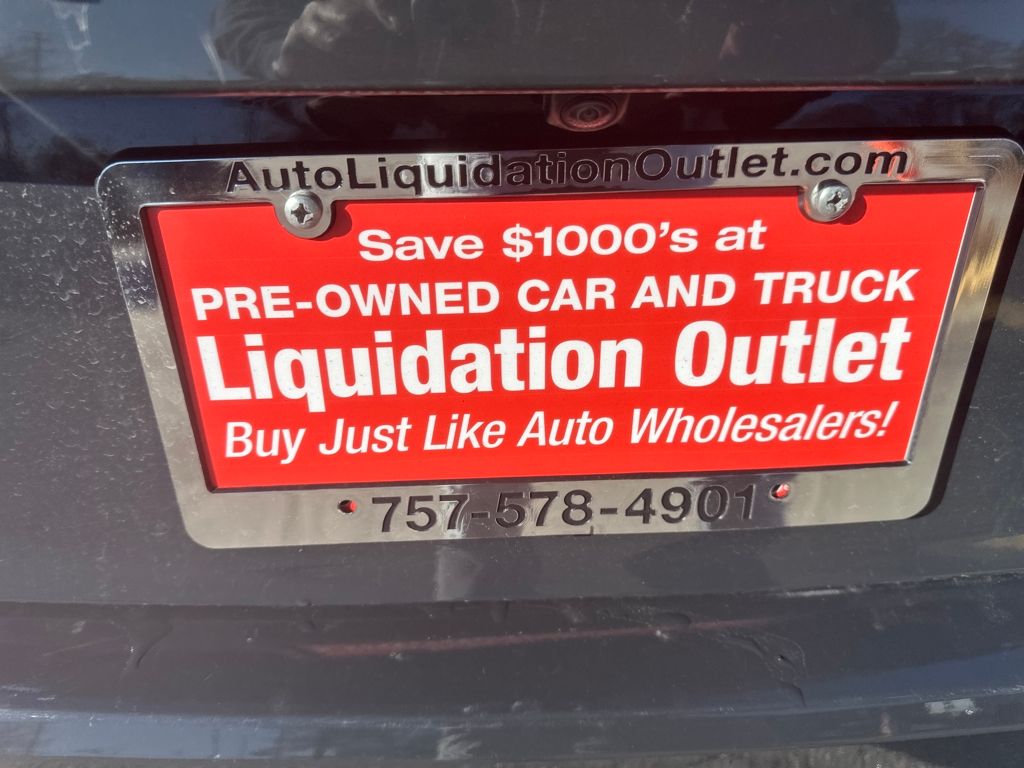 AutoLiquidationOutlet.com
Save $1000's at
PRE-OWNED CAR AND TRUCK
Liquidation Outlet
Buy Just Like Auto Wholesalers!
757-578-4901